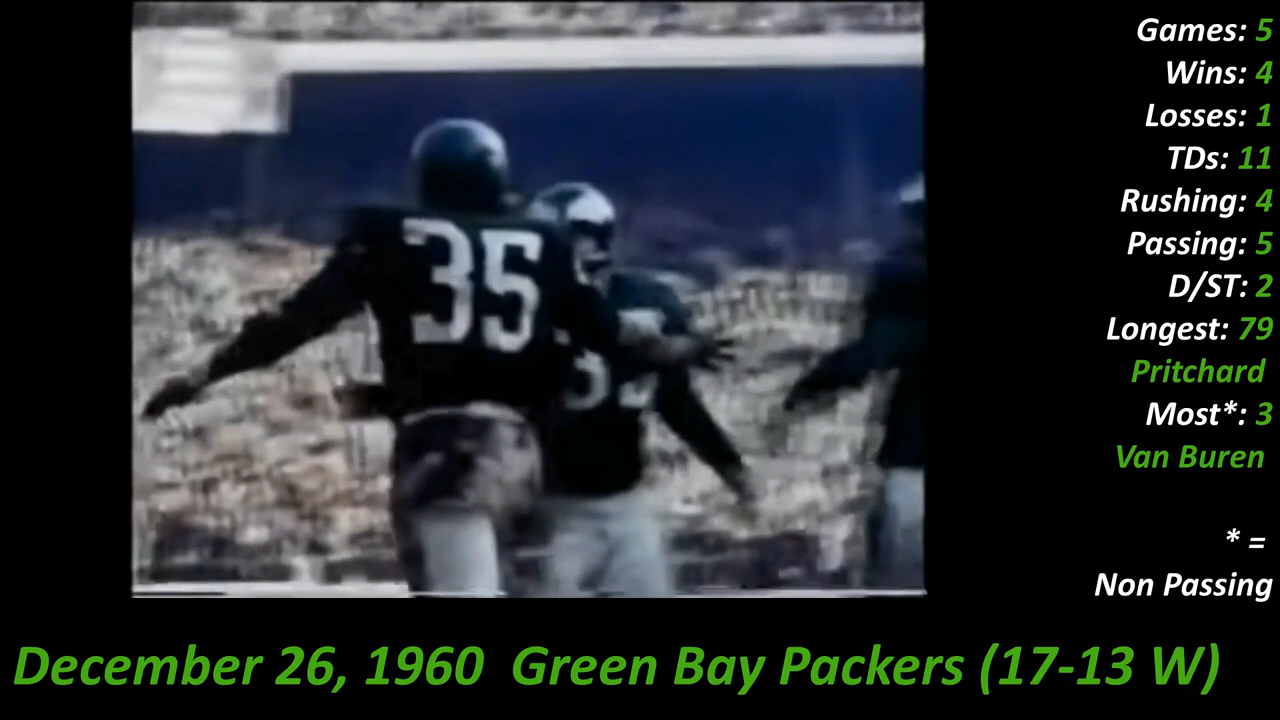 Games: 5
Wins: 4
Losses: 1
TDs: 11
Rushing: 4
Passing: 5
D/ST: 2
Longest: 79
Pritchard
Most*: 3
Van Buren
* =
Non Passing
35
December 26, 1960 Green Bay Packers (17-13 W)